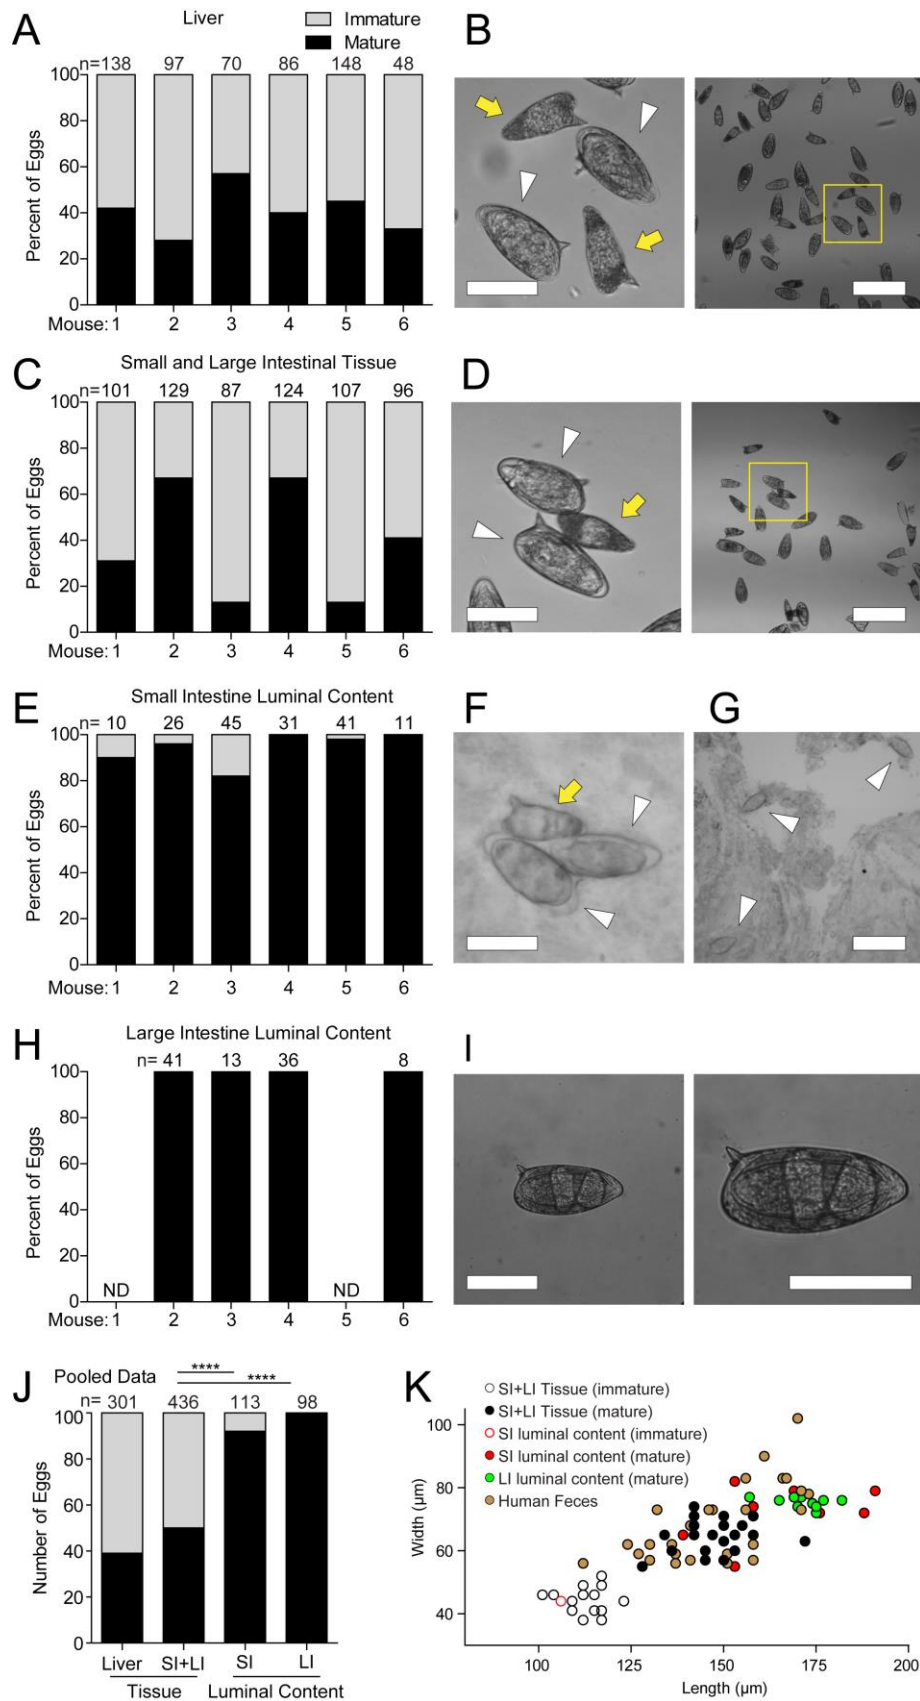 A
Liver
Immature
Mature
n=138 97 70 86 148 48
Percent of Eggs
100
80
60
40
20
0
Mouse: 1 2 3 4 5 6
B
C
Small and Large Intestinal Tissue
n=101 129 87 124 107 96
Percent of Eggs
100
80
60
40
20
0
Mouse: 1 2 3 4 5 6
D
E
Small Intestine Luminal Content
n= 10 26 45 31 41 11
Percent of Eggs
100
80
60
40
20
0
Mouse: 1 2 3 4 5 6
F
G
H
Large Intestine Luminal Content
n= 41 13 36 8
Percent of Eggs
100
80
60
40
20
0
ND ND
Mouse: 1 2 3 4 5 6
I
J
Pooled Data
****
****
n= 301 436 113 98
Number of Eggs
100
80
60
40
20
0
Liver SI+LI SI LI
Tissue Luminal Content
K
SI+LI Tissue (immature)
SI+LI Tissue (mature)
SI luminal content (immature)
SI luminal content (mature)
LI luminal content (mature)
Human Feces
Width (µm)
100
80
60
40
100 125 150 175 200
Length (µm)